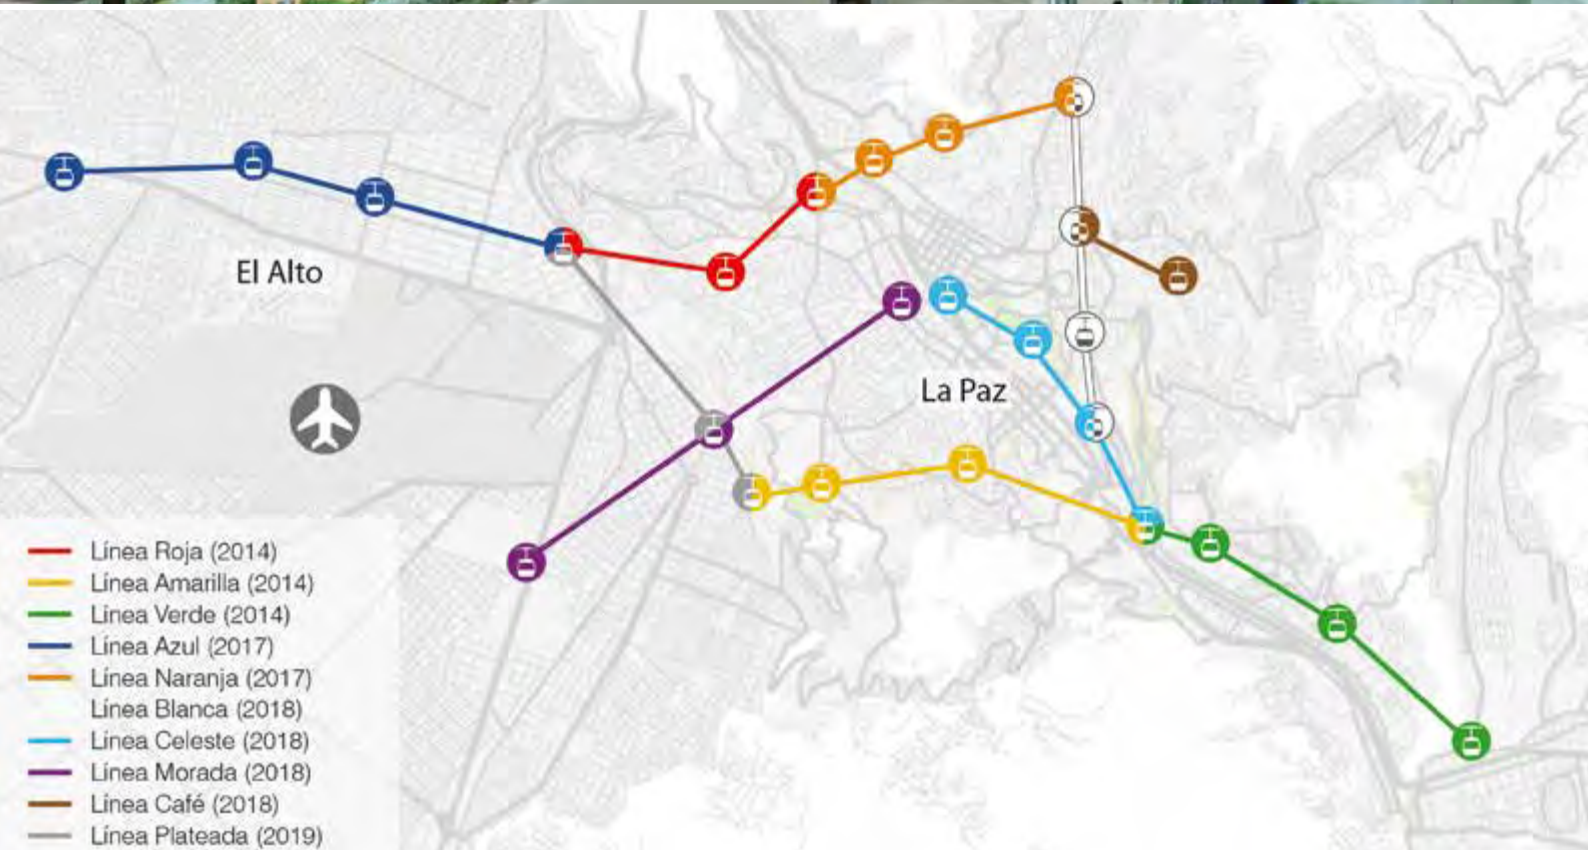 El Alto
La Paz
Línea Roja (2014)
Línea Amarilla (2014)
Línea Verde (2014)
Línea Azul (2017)
Línea Naranja (2017)
Línea Blanca (2018)
Línea Celeste (2018)
Línea Morada (2018)
Línea Café (2018)
Línea Plateada (2019)